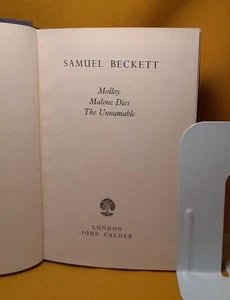 SAMUEL BECKETT
Molloy
Malone Dies
The Unnamable
LONDON
JOHN CALDER